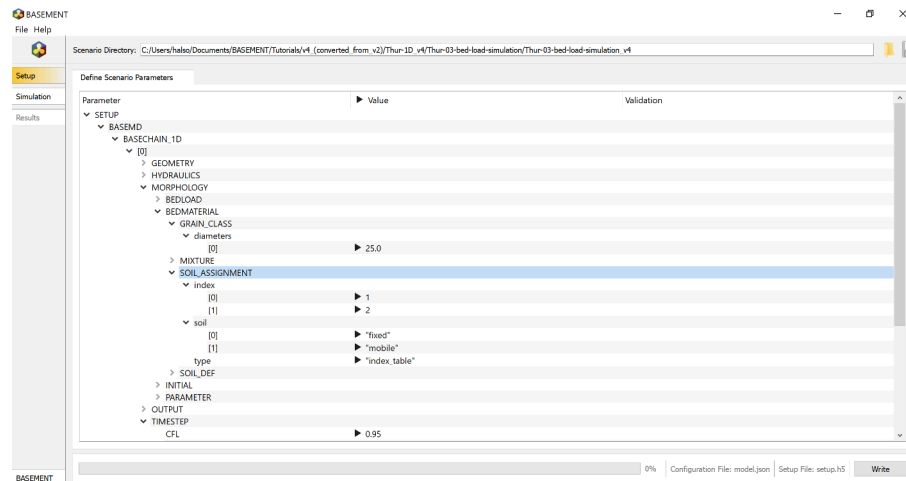 BASEMENT
File Help
Scenario Directory: C:/Users/halso/Documents/BASEMENT/Tutorials/v4_(converted_from_v2)/Thur-1D_v4/Thur-03-bed-load-simulation/Thur-03-bed-load-simulation_v4
Setup
Simulation
Results
Define Scenario Parameters
Parameter Value Validation
SETUP
BASEMD
BASECHAIN_1D
[0]
GEOMETRY
HYDRAULICS
MORPHOLOGY
BEDLOAD
BEDMATERIAL
GRAIN_CLASS
diameters
[0] 25.0
MIXTURE
SOIL_ASSIGNMENT
index
[0] 1
[1] 2
soil
[0] "fixed"
[1] "mobile"
type "index_table"
SOIL_DEF
INITIAL
PARAMETER
OUTPUT
TIMESTEP
CFL 0.95
0% Configuration File: model.json Setup File: setup.h5 Write
BASEMENT